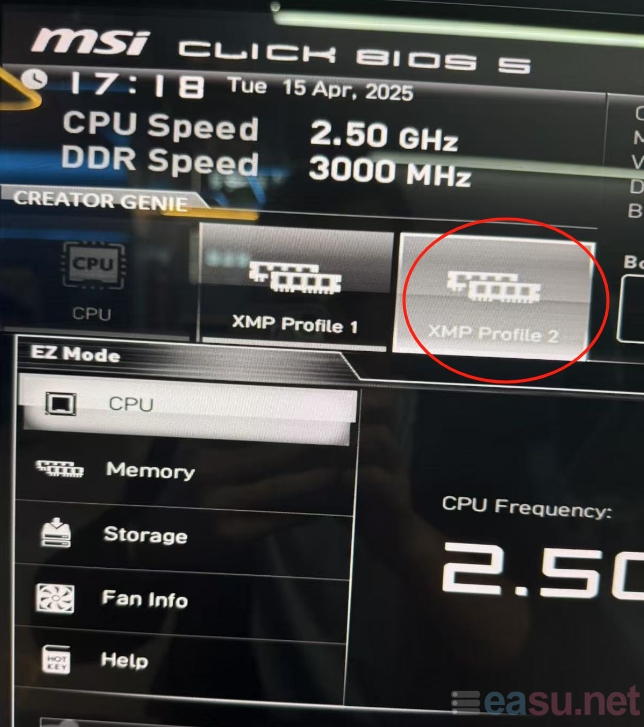 msi CLICK BIOS 5
17:18 Tue 15 Apr, 2025
CPU Speed 2.50 GHz
DDR Speed 3000 MHz
CREATOR GENIE
CPU
CPU
XMP Profile 1
XMP Profile 2
EZ Mode
CPU
Memory
Storage
Fan Info
HOT KEY
Help
CPU Frequency:
2.50
easu.net